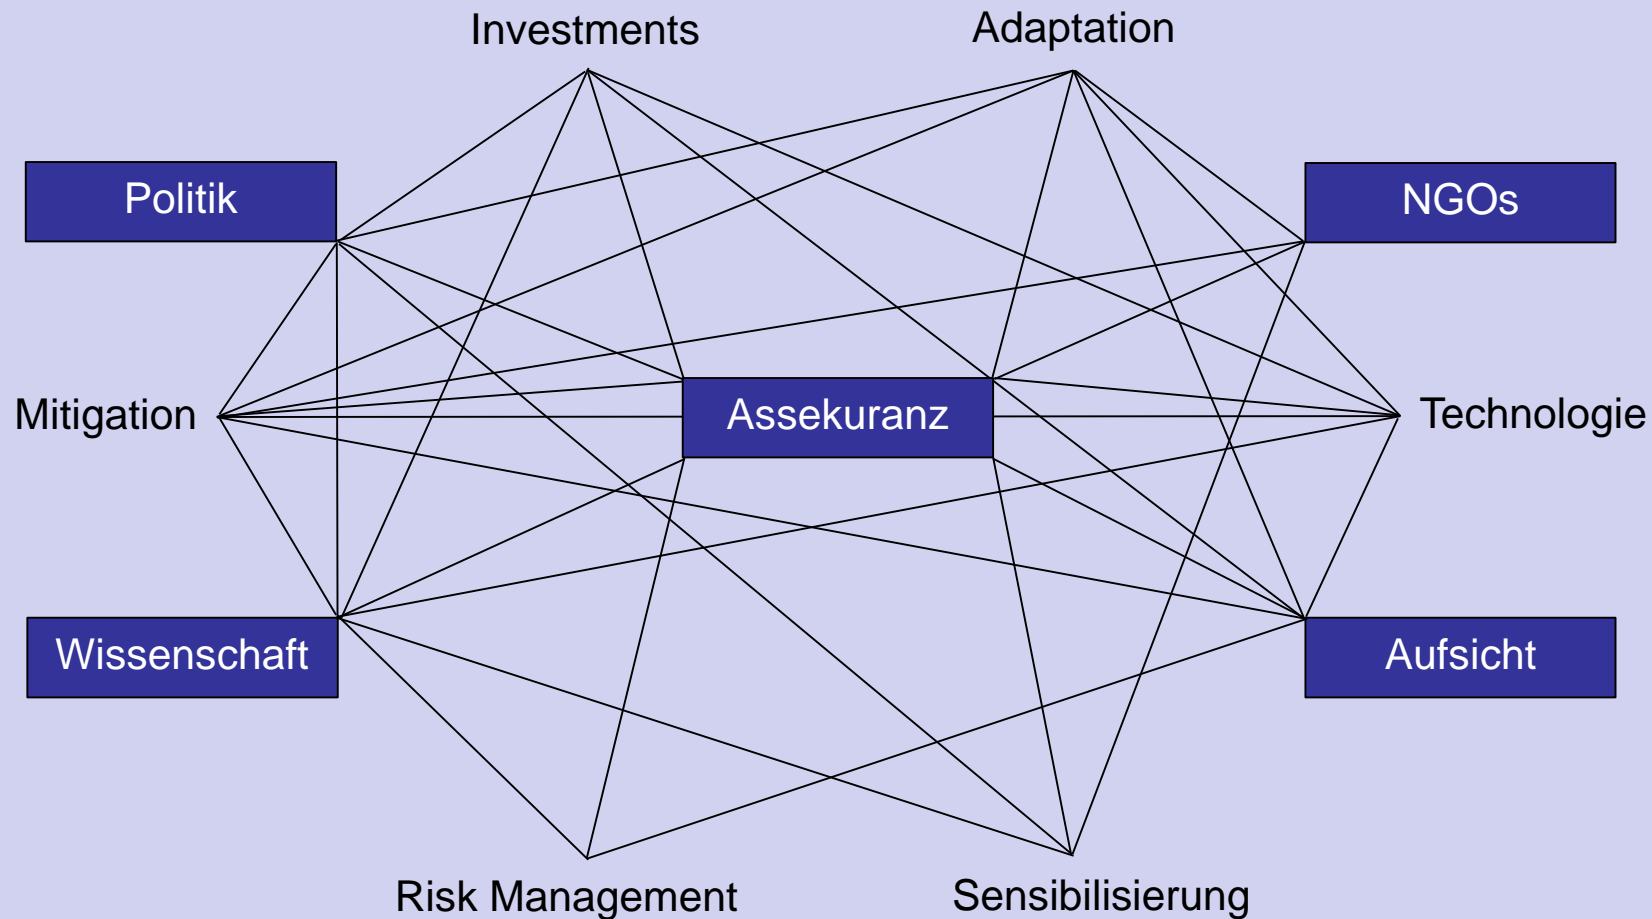 Investments
Adaptation
Politik
NGOs
Mitigation
Assekuranz
Technologie
Wissenschaft
Aufsicht
Risk Management
Sensibilisierung